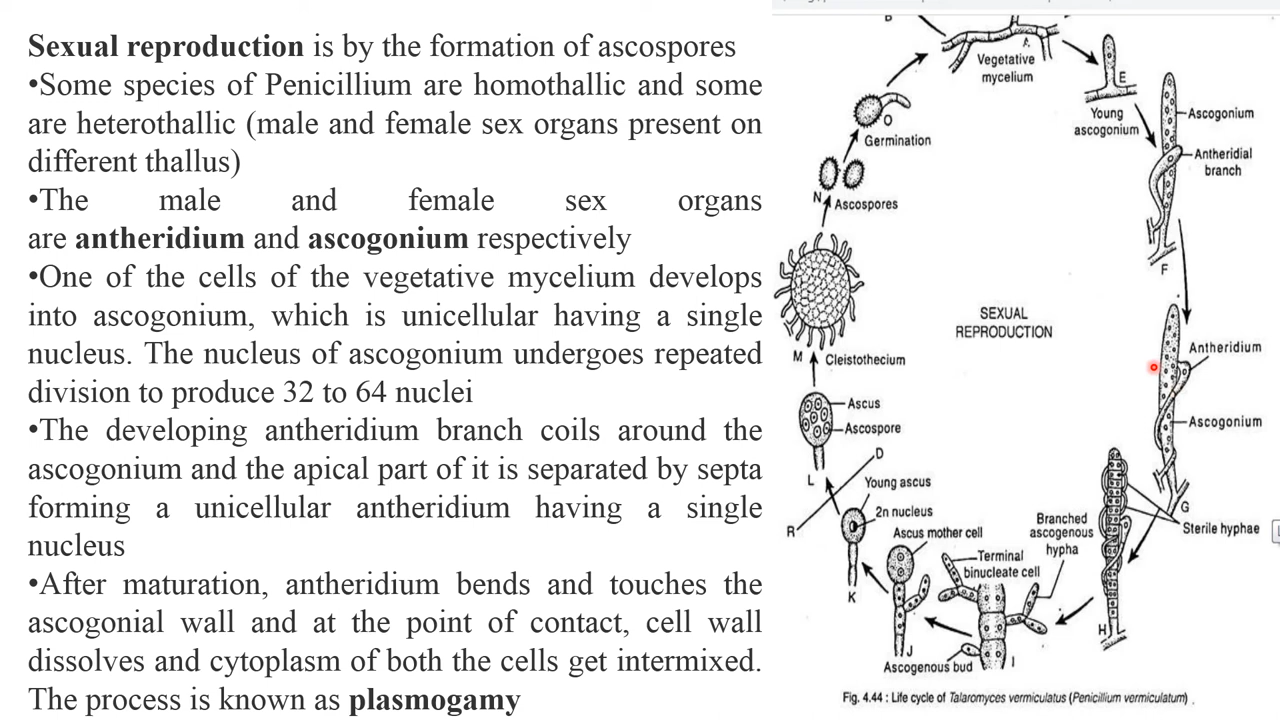 Sexual reproduction is by the formation of ascospores
•Some species of Penicillium are homothallic and some
are heterothallic (male and female sex organs present on
different thallus)
•The male and female sex organs
are antheridium and ascogonium respectively
•One of the cells of the vegetative mycelium develops
into ascogonium, which is unicellular having a single
nucleus. The nucleus of ascogonium undergoes repeated
division to produce 32 to 64 nuclei
•The developing antheridium branch coils around the
ascogonium and the apical part of it is separated by septa
forming a unicellular antheridium having a single
nucleus
•After maturation, antheridium bends and touches the
ascogonial wall and at the point of contact, cell wall
dissolves and cytoplasm of both the cells get intermixed.
The process is known as plasmogamy
A
Vegetative
mycelium
E
Young
ascogonium
Ascogonium
Antheridial
branch
F
O
Germination
N
Ascospores
SEXUAL
REPRODUCTION
Antheridium
Ascogonium
G
Sterile hyphae
M
Cleistothecium
Ascus
Ascospore
L
D
R
Young ascus
2n nucleus
K
Ascus mother cell
J
Terminal
binucleate cell
Branched
ascogenous
hypha
H
Ascogenous bud
I
Fig. 4.44 : Life cycle of Talaromyces vermiculatus (Penicillium vermiculatum) .